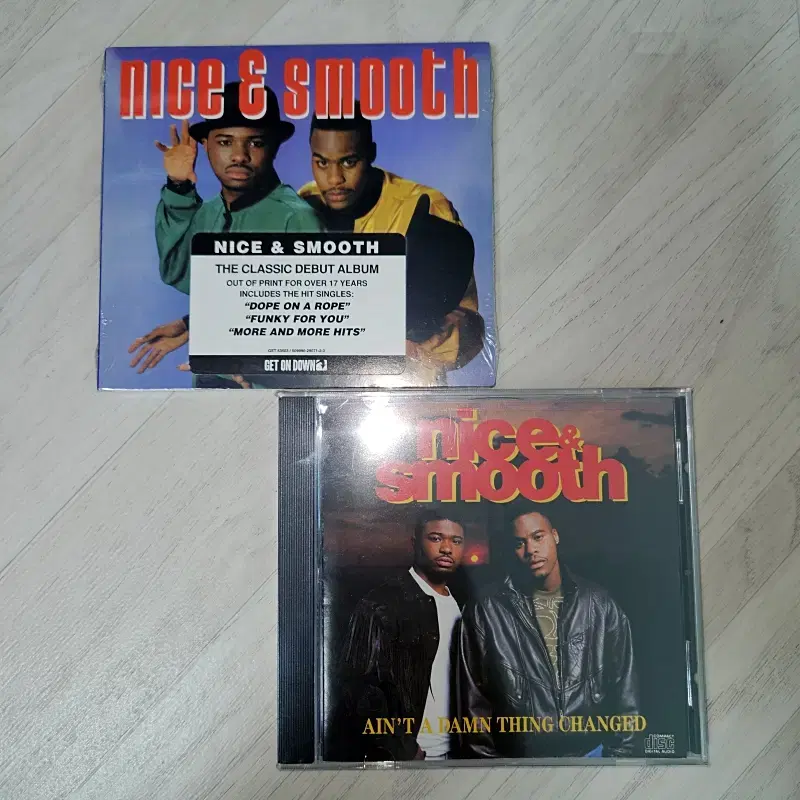 nice & smooth
NICE & SMOOTH
THE CLASSIC DEBUT ALBUM
OUT OF PRINT FOR OVER 17 YEARS
INCLUDES THE HIT SINGLES:
"DOPE ON A ROPE"
"FUNKY FOR YOU"
"MORE AND MORE HITS"
GET ON DOWN
nice &
smooth
AIN'T A DAMN THING CHANGED
COMPACT
disc
DIGITAL AUDIO